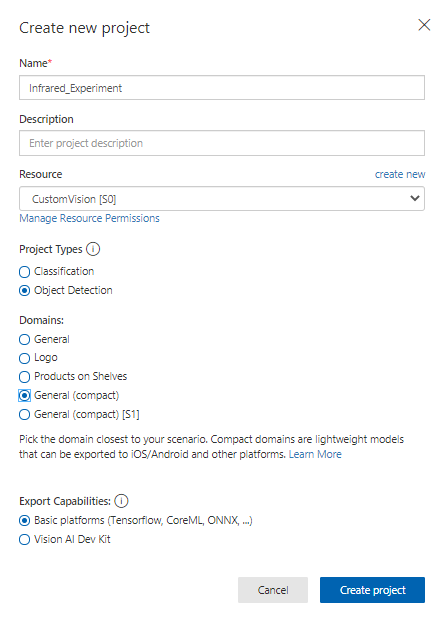 Create new project
Name*
Infrared_Experiment
Description
Enter project description
Resource
create new
CustomVision [S0]
Manage Resource Permissions
Project Types i
Classification
Object Detection
Domains:
General
Logo
Products on Shelves
General (compact)
General (compact) [S1]
Pick the domain closest to your scenario. Compact domains are lightweight models
that can be exported to iOS/Android and other platforms. Learn More
Export Capabilities: i
Basic platforms (Tensorflow, CoreML, ONNX, ...)
Vision AI Dev Kit
Cancel
Create project